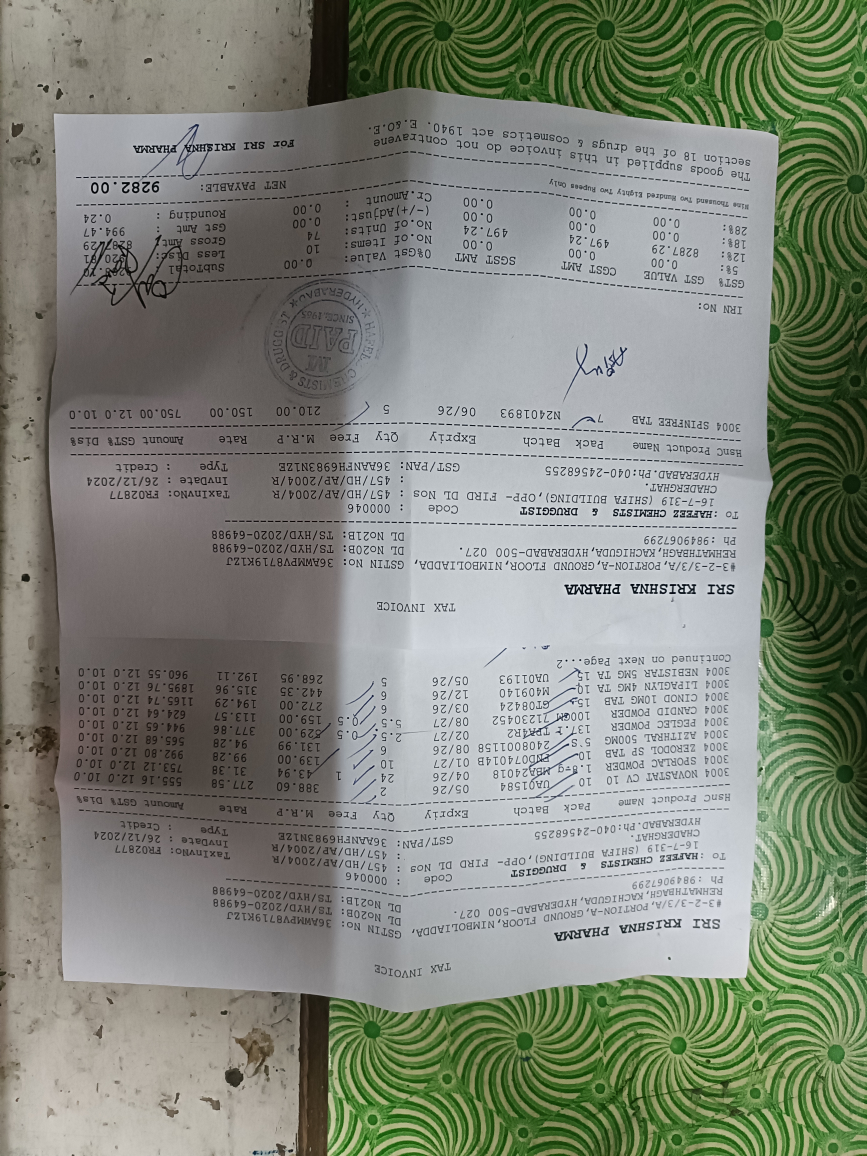 TAX INVOICE
SRI KRISHNA PHARMA
#3-2-3/3/A, PORTION-A, GROUND FLOOR, NIMBOLIADDA, GSTIN No: 36AWMPV8719K1ZJ
REHMATBAGH, KACHIGUDA, HYDERABAD-500 027. DL No20B: TS/HYD/2020-64988
Ph :9849067299 DL No21B: TS/HYD/2020-64988
To: HAFEEZ CHEMISTS & DRUGGIST Code : 000046 TaxInvNo: FR02877
16-7-319 (SHIFA BUILDING), OPP- FIRD DL Nos : 457/HD/AP/2004/R InvDate : 26/12/2024
CHADERGHAT. : 457/HD/AP/2004/R Type : Credit
HYDERABAD.Ph:040-24568255 GST/PAN: 36AAHFH6983N1ZE
HsnC Product Name Pack Batch Expriy Qty Free M.R.P Rate Amount GST% Dis%
3004 NOVASTAT CV 10 10 UA01584 05/26 2 388.60 277.58 555.16 12.0 10.0
3004 SPORLAC POWDER 1.8-g MBA24018 04/26 24 1 43.94 31.38 753.12 12.0 10.0
3004 ZERODOL SP TAB 10 01/27 10 139.00 99.28 992.80 12.0 10.0
3004 AZITHRAL 500MG 5'S 2408001158 08/26 6 131.99 94.28 565.68 12.0 10.0
3004 PEGLEC POWDER 137.1 02/27 2.5 0.5 529.00 377.86 944.65 12.0 10.0
3004 CANDID POWDER 100GM 08/27 5.5 0.5 159.00 113.57 624.64 12.0 10.0
3004 CINOD 10MG TAB 15 03/26 6 272.00 194.29 1165.74 12.0 10.0
3004 LIPAGLYN 4MG TA 10 M409140 12/26 6 442.35 315.96 1895.76 12.0 10.0
3004 NEBISTAR 5MG TA 15 UA01193 05/26 5 268.95 192.11 960.55 12.0 10.0
Continued on Next Page...2
TAX INVOICE
SRI KRISHNA PHARMA
#3-2-3/3/A, PORTION-A, GROUND FLOOR, NIMBOLIADDA, GSTIN No: 36AWMPV8719K1ZJ
REHMATBAGH, KACHIGUDA, HYDERABAD-500 027. DL No20B: TS/HYD/2020-64988
Ph :9849067299 DL No21B: TS/HYD/2020-64988
To: HAFEEZ CHEMISTS & DRUGGIST Code : 000046 TaxInvNo: FR02877
16-7-319 (SHIFA BUILDING), OPP- FIRD DL Nos : 457/HD/AP/2004/R InvDate : 26/12/2024
CHADERGHAT. : 457/HD/AP/2004/R Type : Credit
HYDERABAD.Ph:040-24568255 GST/PAN: 36AAHFH6983N1ZE
HsnC Product Name Pack Batch Expriy Qty Free M.R.P Rate Amount GST% Dis%
3004 SPINFREE TAB 7 N2401893 06/26 5 210.00 150.00 750.00 12.0 10.0
HAFEEZ CHEMISTS & DRUGGIST
M
PAID
SINCE.1985
★ HYDERABAD ★
IRN No:
GST% GST VALUE CGST AMT SGST AMT 0%Gst Value: 0.00 SubTotal :
5%: 0.00 0.00 0.00 No.of Items: 10 Less Disc:
12%: 8287.29 497.24 497.24 No.of Units: 74 Gross Amt : 8287.29
18%: 0.00 0.00 0.00 (-/+)Adjust: 0.00 Gst Amt : 994.47
28%: 0.00 0.00 0.00 Cr.Amount : 0.00 Rounding : 0.24
Nine Thousand Two Hundred Eighty Two Rupees Only NET PAYABLE: 9282.00
The goods supplied in this invoice do not contravene
section 18 of the drugs & cosmetics act 1940. E.&O.E. For SRI KRISHNA PHARMA